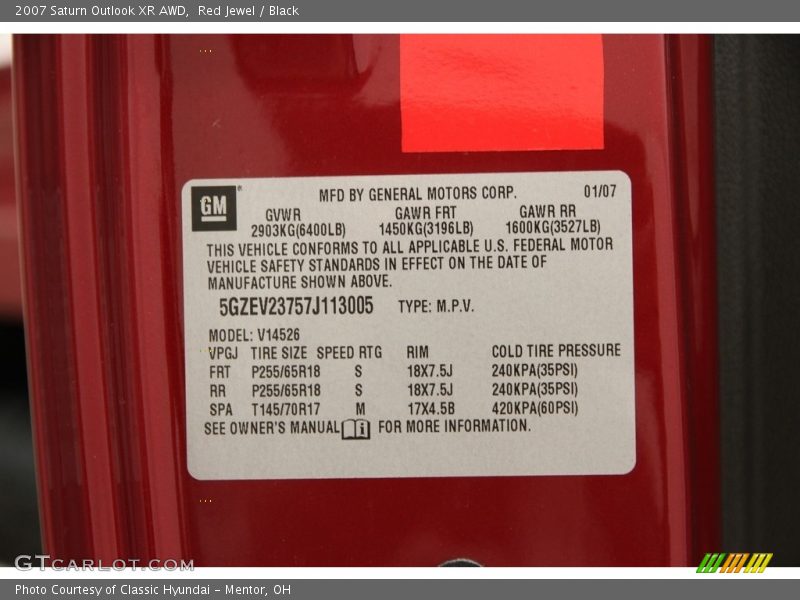 2007 Saturn Outlook XR AWD,  Red Jewel / Black
GM
MFD BY GENERAL MOTORS CORP. 01/07
GVWR GAWR FRT GAWR RR
2903KG(6400LB) 1450KG(3196LB) 1600KG(3527LB)
THIS VEHICLE CONFORMS TO ALL APPLICABLE U.S. FEDERAL MOTOR
VEHICLE SAFETY STANDARDS IN EFFECT ON THE DATE OF
MANUFACTURE SHOWN ABOVE.
5GZEV23757J113005 TYPE: M.P.V.
MODEL: V14526
VPGJ TIRE SIZE SPEED RTG RIM COLD TIRE PRESSURE
FRT P255/65R18 S 18X7.5J 240KPA(35PSI)
RR P255/65R18 S 18X7.5J 240KPA(35PSI)
SPA T145/70R17 M 17X4.5B 420KPA(60PSI)
SEE OWNER'S MANUAL FOR MORE INFORMATION.
GTCARLOT.COM
Photo Courtesy of Classic Hyundai - Mentor, OH